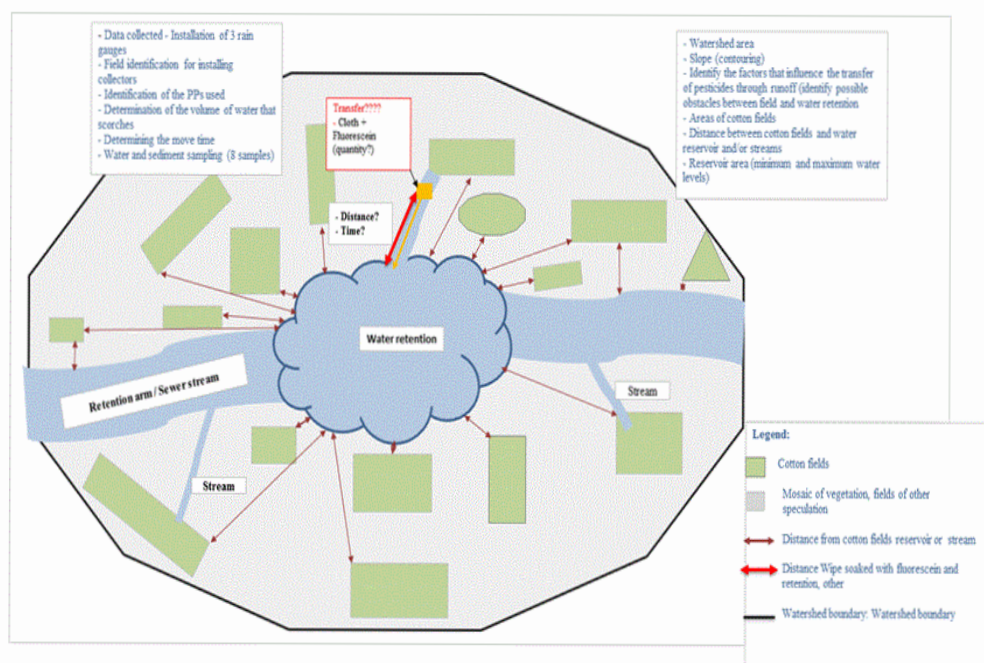 - Data collected - Installation of 3 rain
gauges
- Field identification for installing
collectors
- Identification of the PPs used
- Determination of the volume of water that
scorches
- Determining the move time
- Water and sediment sampling (8 samples)
- Watershed area
- Slope (contouring)
- Identify the factors that influence the transfer
of pesticides through runoff (identify possible
obstacles between field and water retention
- Areas of cotton fields
- Distance between cotton fields and water
reservoir and/or streams
- Reservoir area (minimum and maximum water
levels)
Transfer????
- Cloth +
Fluorescein
(quantity?)
- Distance?
- Time?
Water retention
Retention arm / Sewer stream
Stream
Stream
Legend:
Cotton fields
Mosaic of vegetation, fields of other
speculation
Distance from cotton fields reservoir or stream
Distance Wipe soaked with fluorescein and
retention, other
Watershed boundary: Watershed boundary